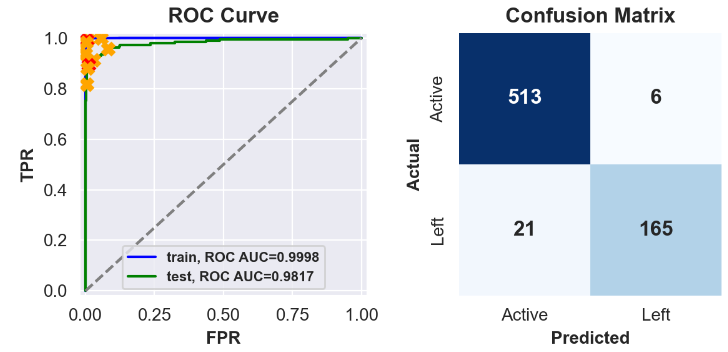 ROC Curve
1.0
0.8
0.6
0.4
0.2
0.0
TPR
train, ROC AUC=0.9998
test, ROC AUC=0.9817
0.00 0.25 0.50 0.75 1.00
FPR
Confusion Matrix
Actual
Active
513 6
Left
21 165
Active Left
Predicted